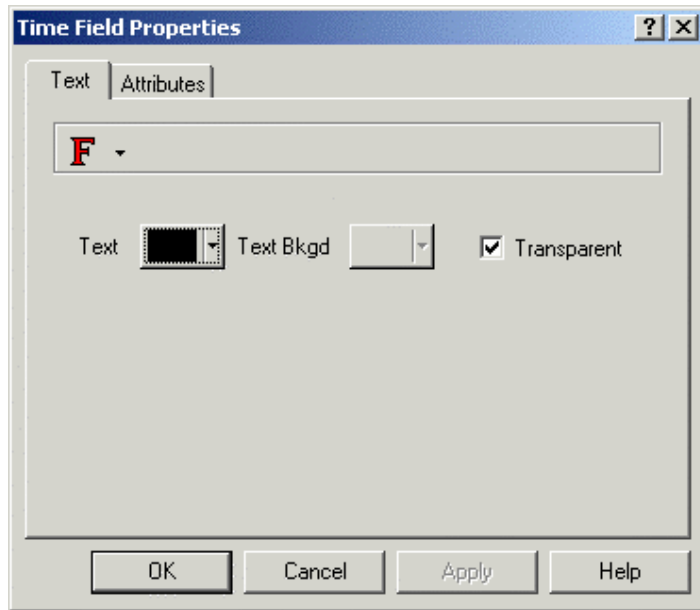 Time Field Properties
Text Attributes
F
Text Text Bkgd Transparent
OK Cancel Apply Help